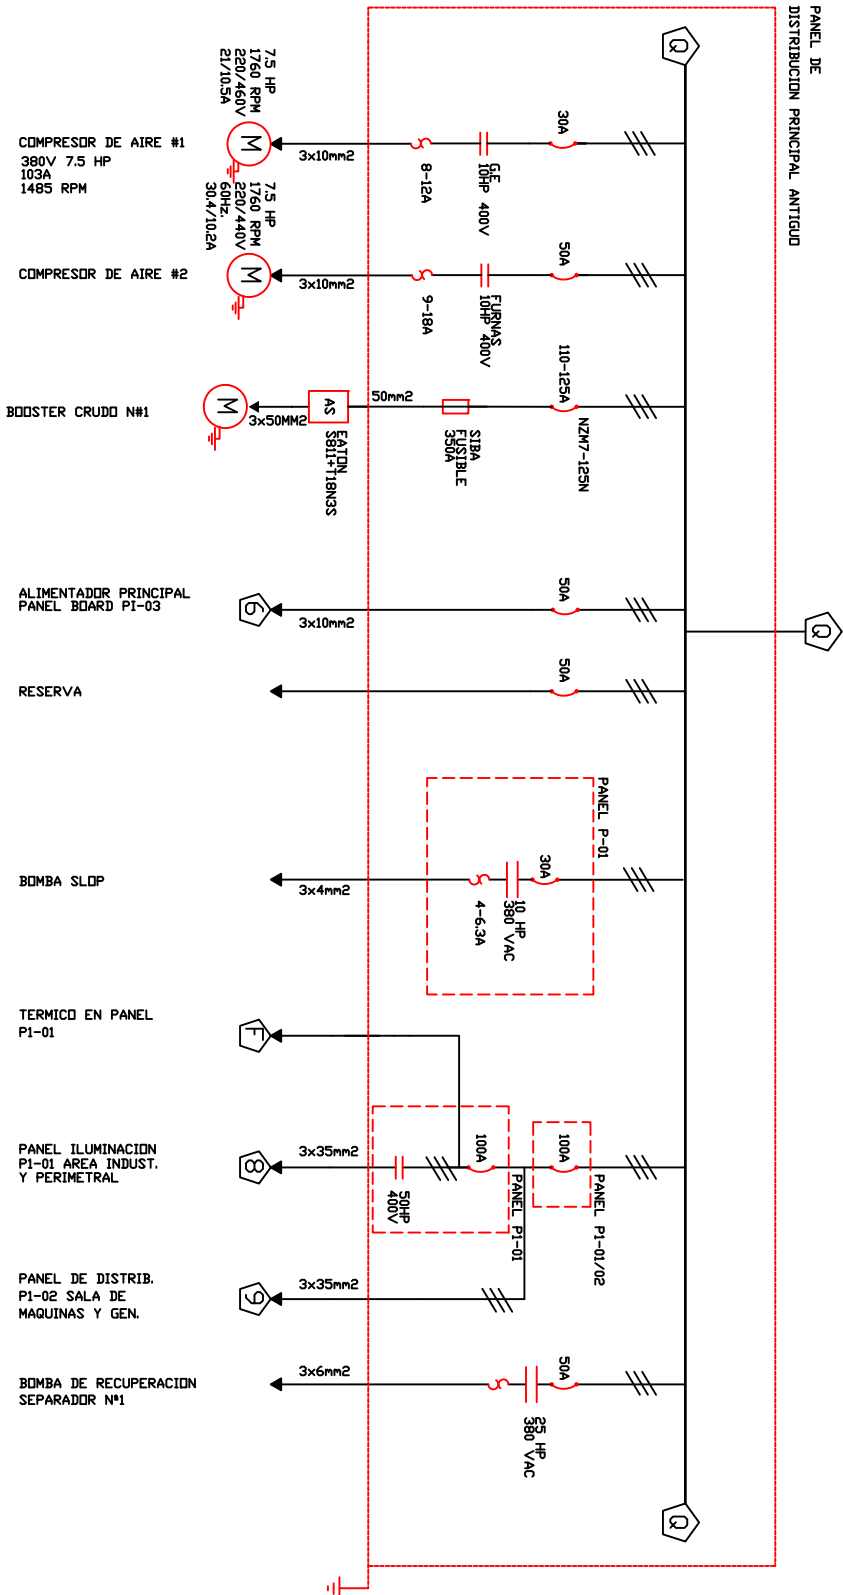 PANEL DE
DISTRIBUCION PRINCIPAL ANTIGUO
Q
Q
Q
7.5 HP
1760 RPM
220/460V
21/10.5A
COMPRESOR DE AIRE #1
380V 7.5 HP
103A
1485 RPM
M
3x10mm2
8-12A
G.E
10HP 400V
30A
7.5 HP
1760 RPM
220/440V
60Hz.
30.4/10.2A
COMPRESOR DE AIRE #2
M
3x10mm2
9-18A
FURNAS
10HP 400V
50A
BOOSTER CRUDO N#1
M
3x50MM2
AS
EATON
S811+T18N3S
50mm2
SIBA
FUSIBLE
350A
110-125A
NZM7-125N
ALIMENTADOR PRINCIPAL
PANEL BOARD PI-03
6
3x10mm2
50A
RESERVA
50A
PANEL P-01
BOMBA SLOP
3x4mm2
4-6.3A
10 HP
380 VAC
30A
TERMICO EN PANEL
P1-01
F
PANEL ILUMINACION
P1-01 AREA INDUST.
Y PERIMETRAL
8
3x35mm2
50HP
400V
100A
PANEL P1-01
100A
PANEL P1-01/02
PANEL DE DISTRIB.
P1-02 SALA DE
MAQUINAS Y GEN.
9
3x35mm2
BOMBA DE RECUPERACION
SEPARADOR Nº1
3x6mm2
25 HP
380 VAC
50A